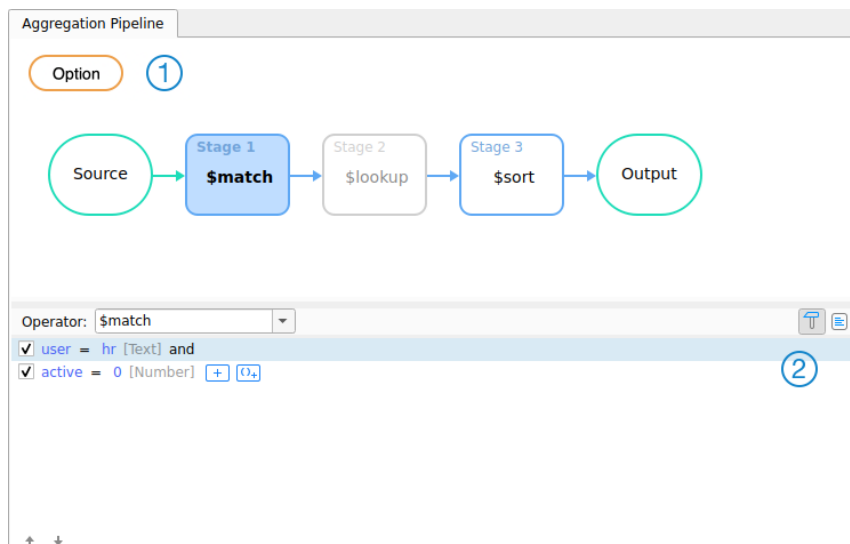 Aggregation Pipeline
Option 1
Stage 1 Stage 2 Stage 3
Source $match $lookup $sort Output
Operator: $match
user = hr [Text] and
active = 0 [Number] + ()+
2